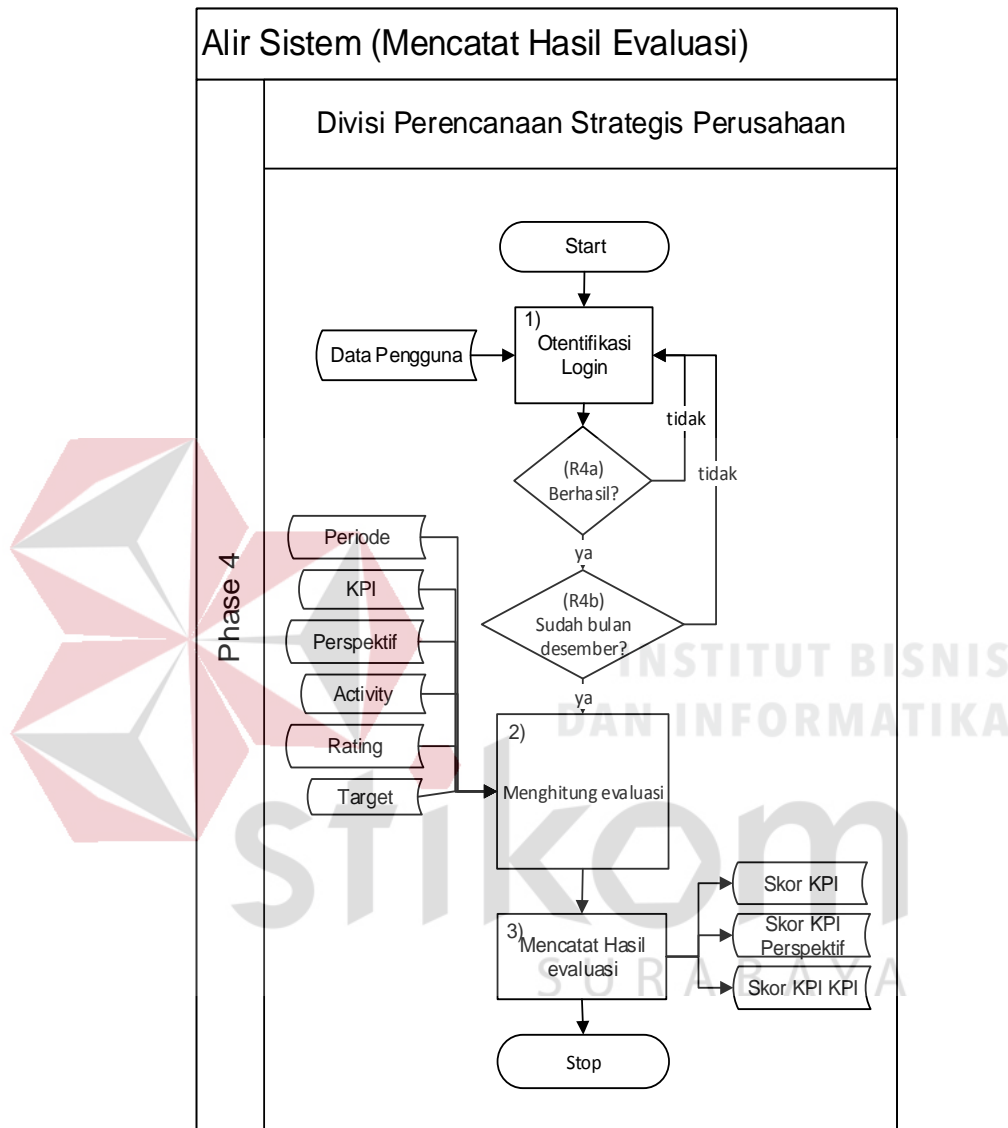 Alir Sistem (Mencatat Hasil Evaluasi)
Divisi Perencanaan Strategis Perusahaan
Phase 4
Start
1)
Otentifikasi
Login
Data Pengguna
tidak
(R4a)
Berhasil?
tidak
ya
Periode
KPI
Perspektif
Activity
Rating
Target
(R4b)
Sudah bulan
desember?
ya
INSTITUT BISNIS
DAN INFORMATIKA
stikom
SURABAYA
2)
Menghitung evaluasi
3)
Mencatat Hasil
evaluasi
Skor KPI
Skor KPI
Perspektif
Skor KPI KPI
Stop